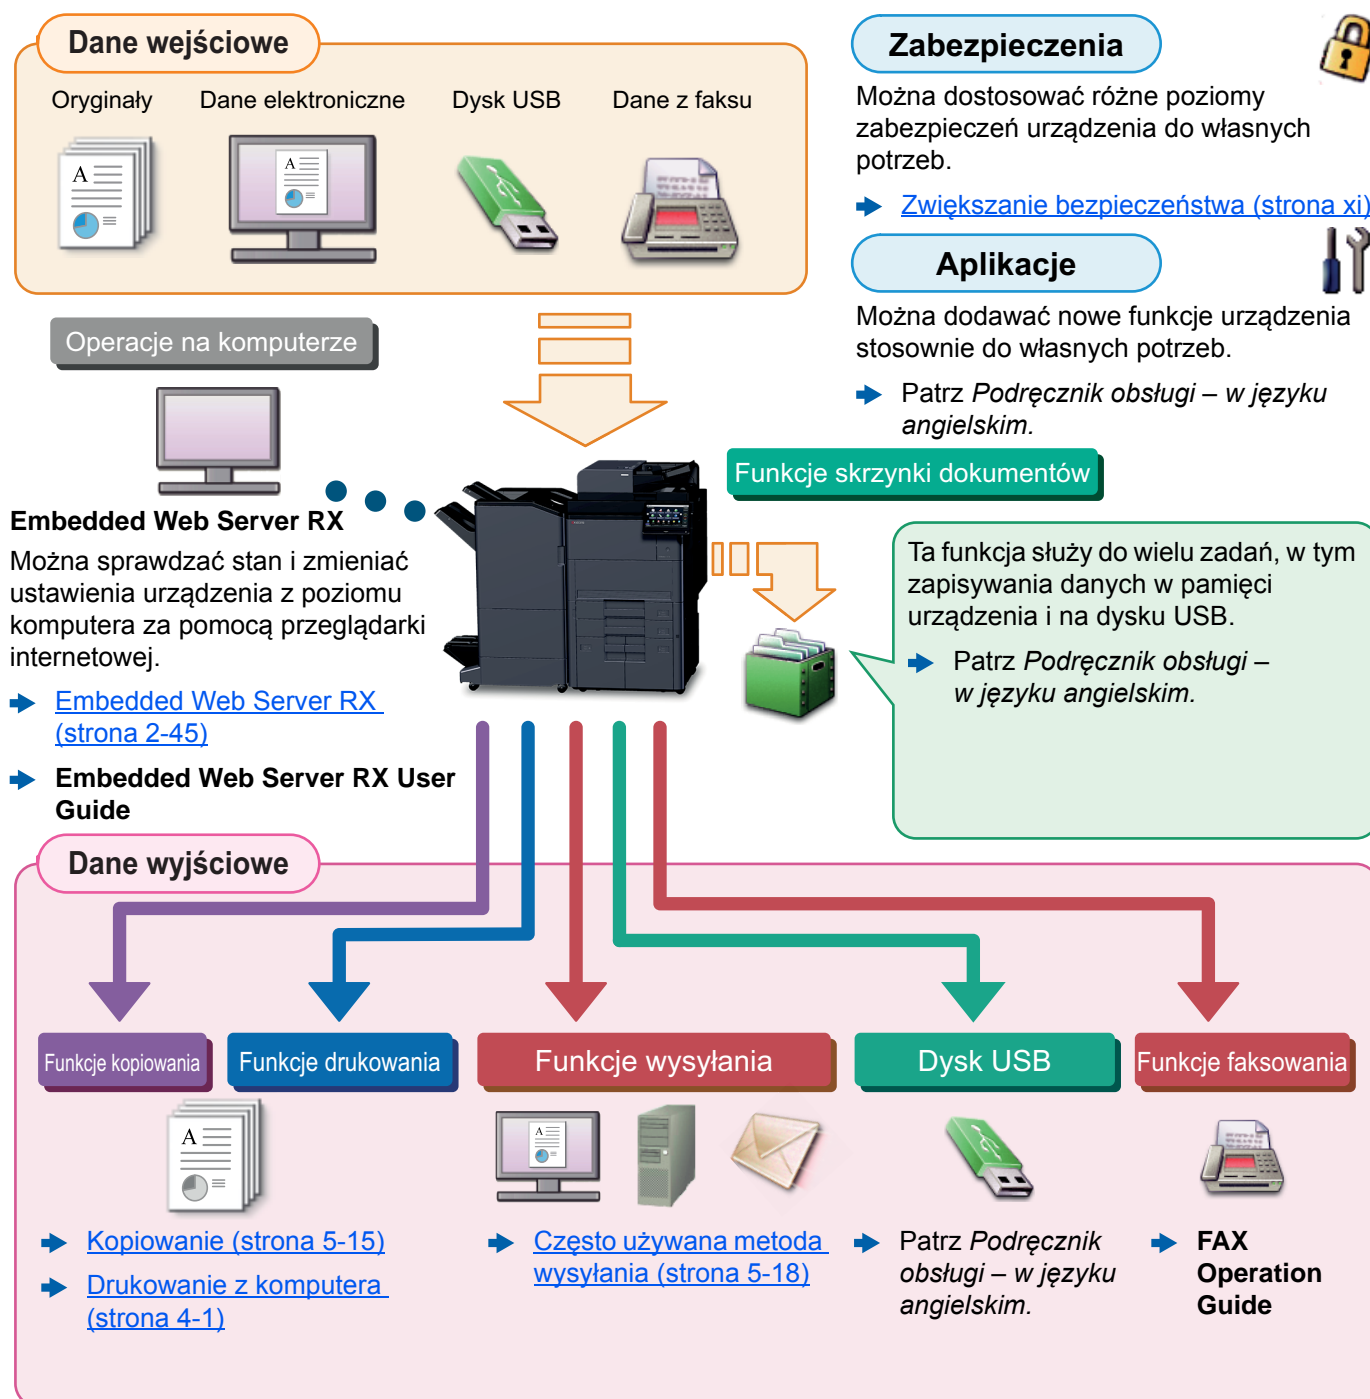 Dane wejściowe
Oryginały
Dane elektroniczne
Dysk USB
Dane z faksu
Zabezpieczenia
Można dostosować różne poziomy
zabezpieczeń urządzenia do własnych
potrzeb.
Zwiększanie bezpieczeństwa (strona xi)
Aplikacje
Można dodawać nowe funkcje urządzenia
stosownie do własnych potrzeb.
Patrz Podręcznik obsługi – w języku
angielskim.
Operacje na komputerze
Embedded Web Server RX
Można sprawdzać stan i zmieniać
ustawienia urządzenia z poziomu
komputera za pomocą przeglądarki
internetowej.
Embedded Web Server RX
(strona 2-45)
Embedded Web Server RX User
Guide
Funkcje skrzynki dokumentów
Ta funkcja służy do wielu zadań, w tym
zapisywania danych w pamięci
urządzenia i na dysku USB.
Patrz Podręcznik obsługi –
w języku angielskim.
Dane wyjściowe
Funkcje kopiowania
Funkcje drukowania
Funkcje wysyłania
Dysk USB
Funkcje faksowania
A
A
A
A
Kopiowanie (strona 5-15)
Drukowanie z komputera
(strona 4-1)
Często używana metoda
wysyłania (strona 5-18)
Patrz Podręcznik
obsługi – w języku
angielskim.
FAX
Operation
Guide